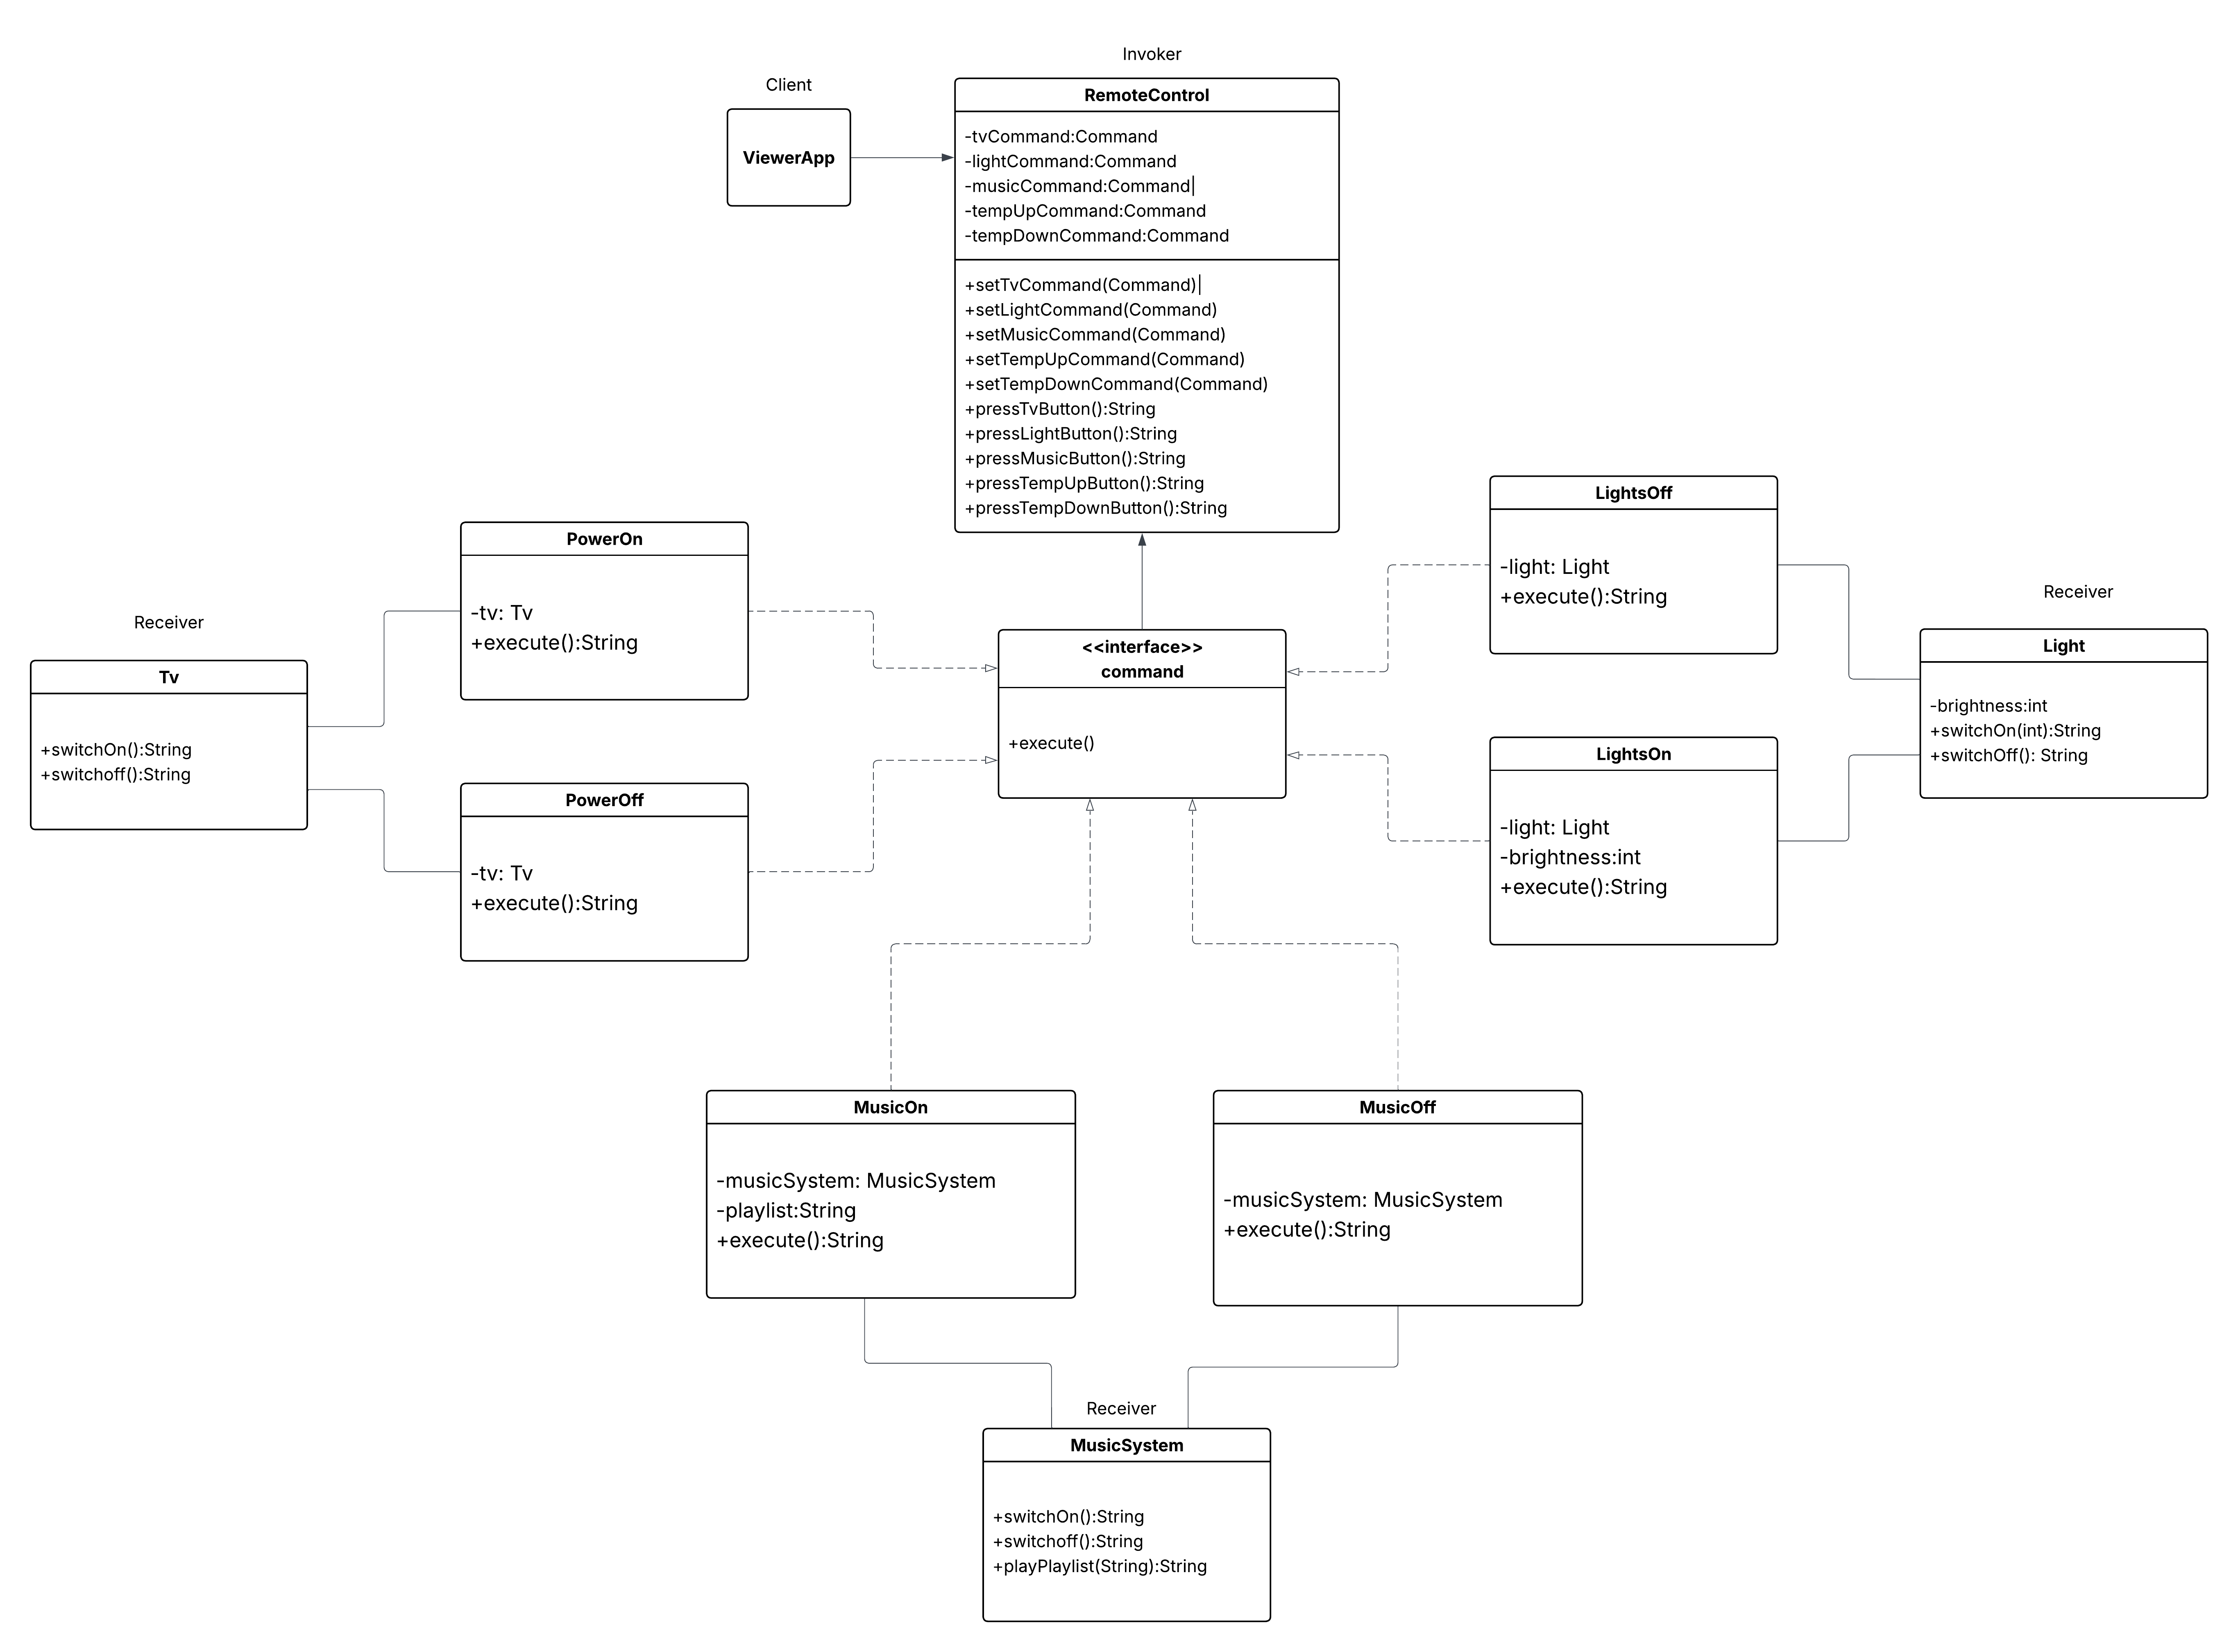 Invoker
Client
RemoteControl
ViewerApp
-tvCommand:Command
-lightCommand:Command
-musicCommand:Command|
-tempUpCommand:Command
-tempDownCommand:Command
+setTvCommand(Command)|
+setLightCommand(Command)
+setMusicCommand(Command)
+setTempUpCommand(Command)
+setTempDownCommand(Command)
+pressTvButton():String
+pressLightButton():String
+pressMusicButton():String
+pressTempUpButton():String
+pressTempDownButton():String
PowerOn
-tv: Tv
+execute():String
Receiver
Tv
+switchOn():String
+switchoff():String
PowerOff
-tv: Tv
+execute():String
<<interface>>
command
+execute()
LightsOff
-light: Light
+execute():String
Receiver
Light
-brightness:int
+switchOn(int):String
+switchOff(): String
LightsOn
-light: Light
-brightness:int
+execute():String
MusicOn
-musicSystem: MusicSystem
-playlist:String
+execute():String
MusicOff
-musicSystem: MusicSystem
+execute():String
Receiver
MusicSystem
+switchOn():String
+switchoff():String
+playPlaylist(String):String